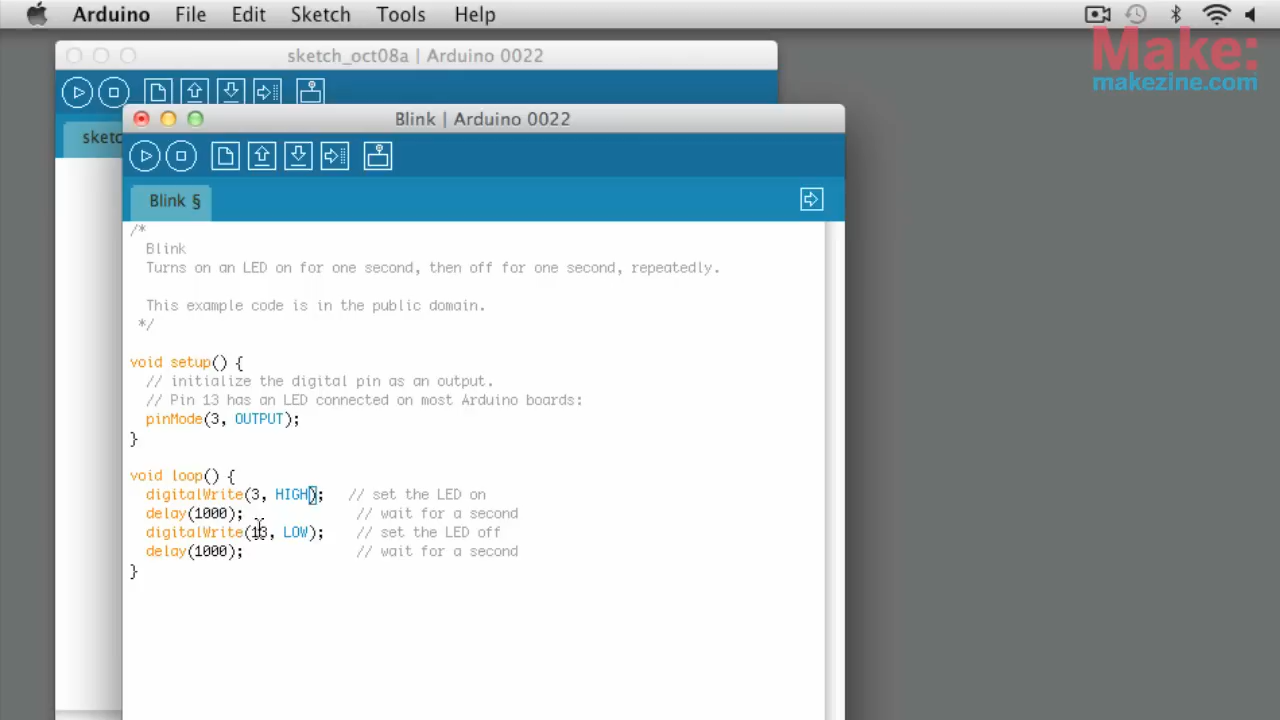 Arduino File Edit Sketch Tools Help
Make:
makezine.com
sketch_oct08a | Arduino 0022
Blink | Arduino 0022
Blink §
/*
Blink
Turns on an LED on for one second, then off for one second, repeatedly.
This example code is in the public domain.
*/
void setup() {
// initialize the digital pin as an output.
// Pin 13 has an LED connected on most Arduino boards:
pinMode(3, OUTPUT);
}
void loop() {
digitalWrite(3, HIGH); // set the LED on
delay(1000); // wait for a second
digitalWrite(13, LOW); // set the LED off
delay(1000); // wait for a second
}